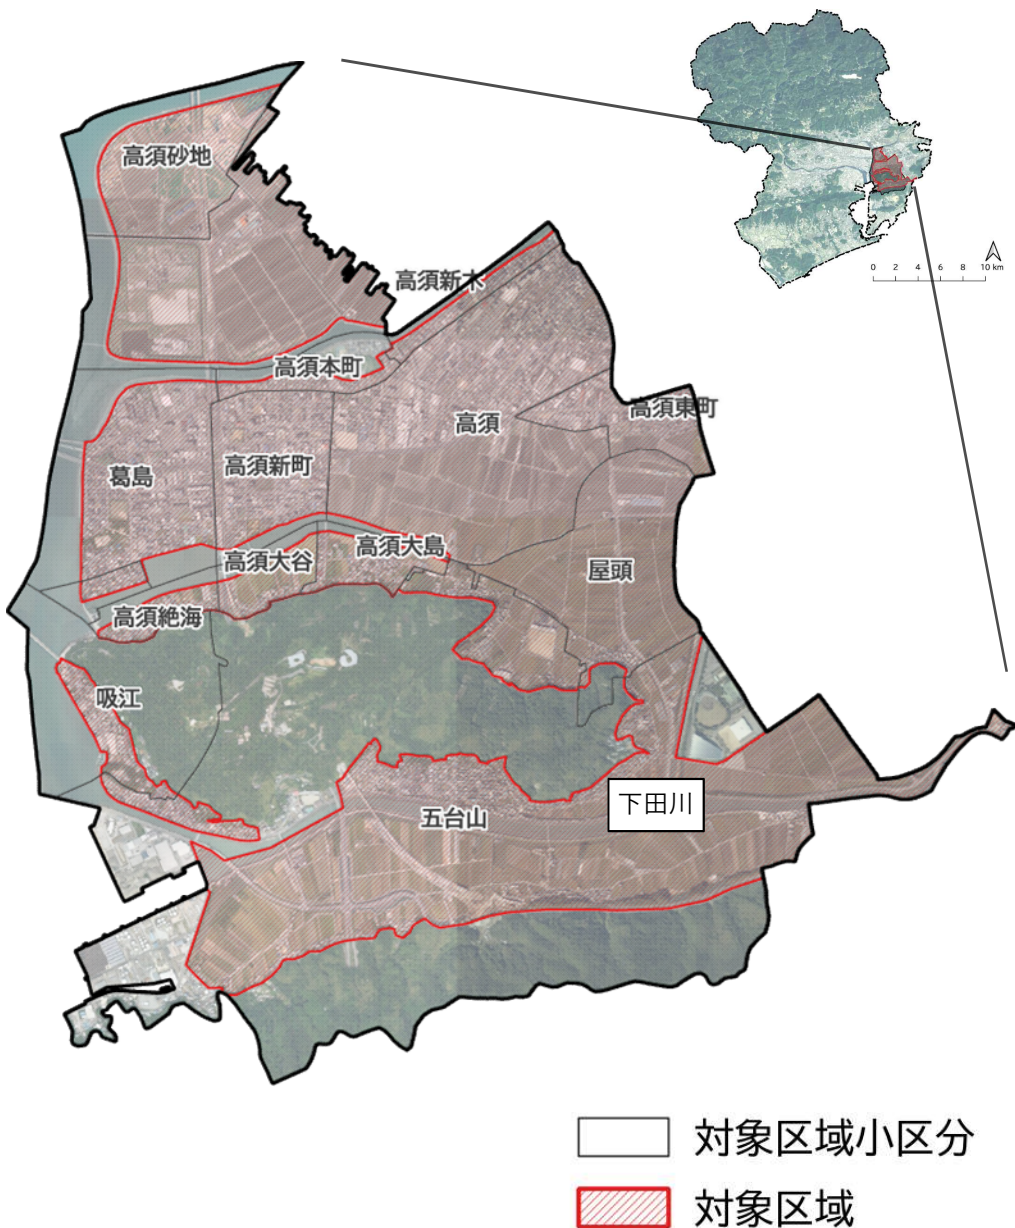 高須砂地
高須新木
0 2 4 6 8 10 km
高須本町
高須
高須東町
葛島
高須新町
高須大谷
高須大島
屋頭
高須絶海
吸江
下田川
五台山
対象区域小区分
対象区域